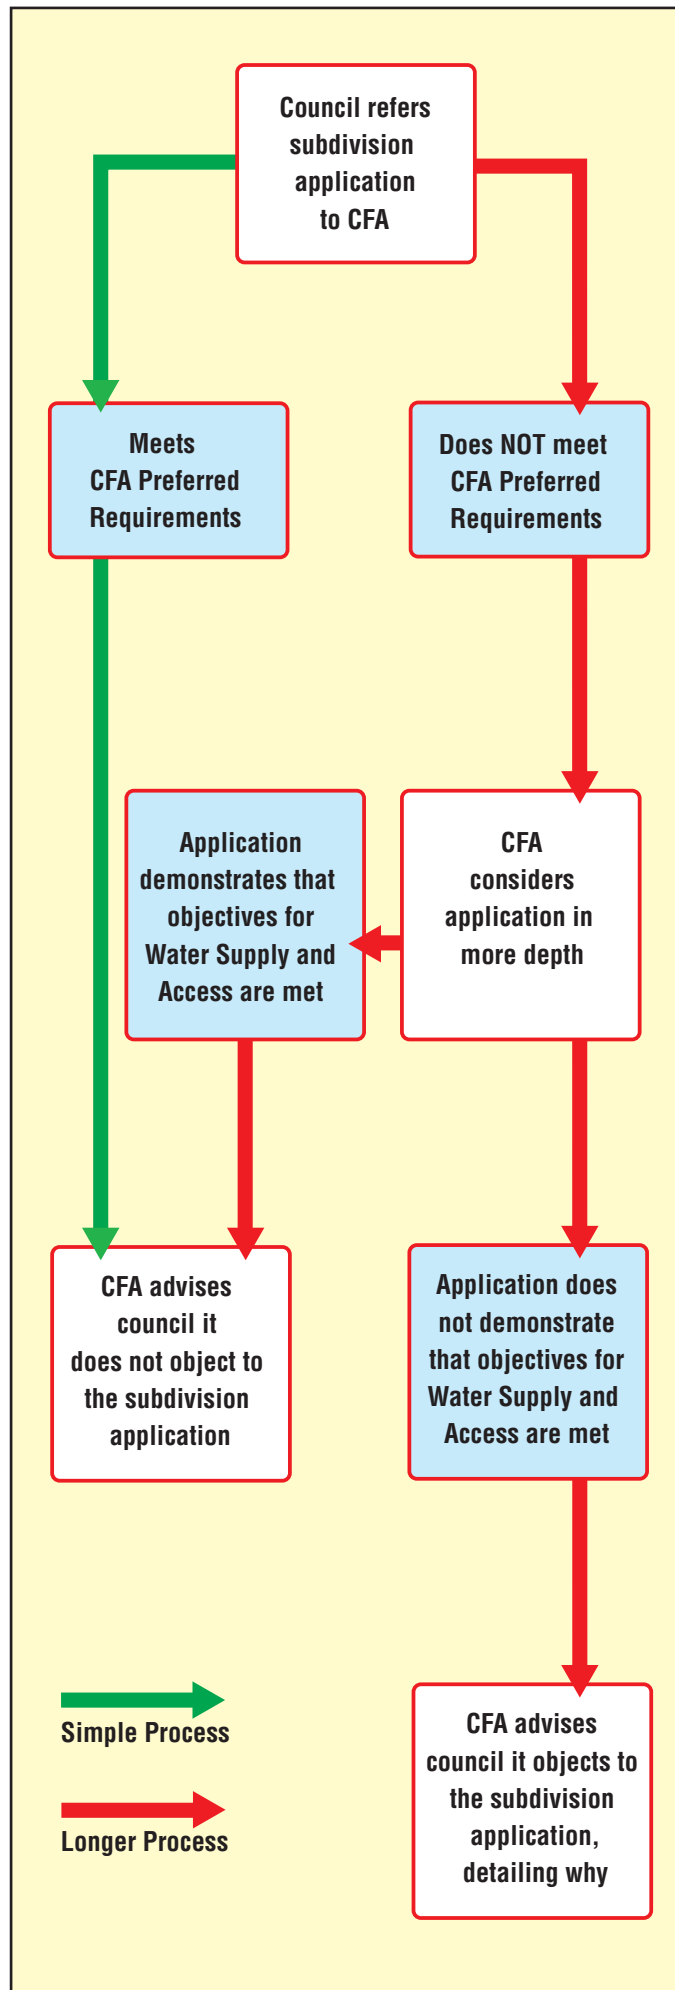 Council refers
subdivision
application
to CFA
Meets
CFA Preferred
Requirements
Does NOT meet
CFA Preferred
Requirements
Application
demonstrates that
objectives for
Water Supply and
Access are met
CFA
considers
application in
more depth
CFA advises
council it
does not object to
the subdivision
application
Application does
not demonstrate
that objectives for
Water Supply and
Access are met
Simple Process
Longer Process
CFA advises
council it objects to
the subdivision
application,
detailing why